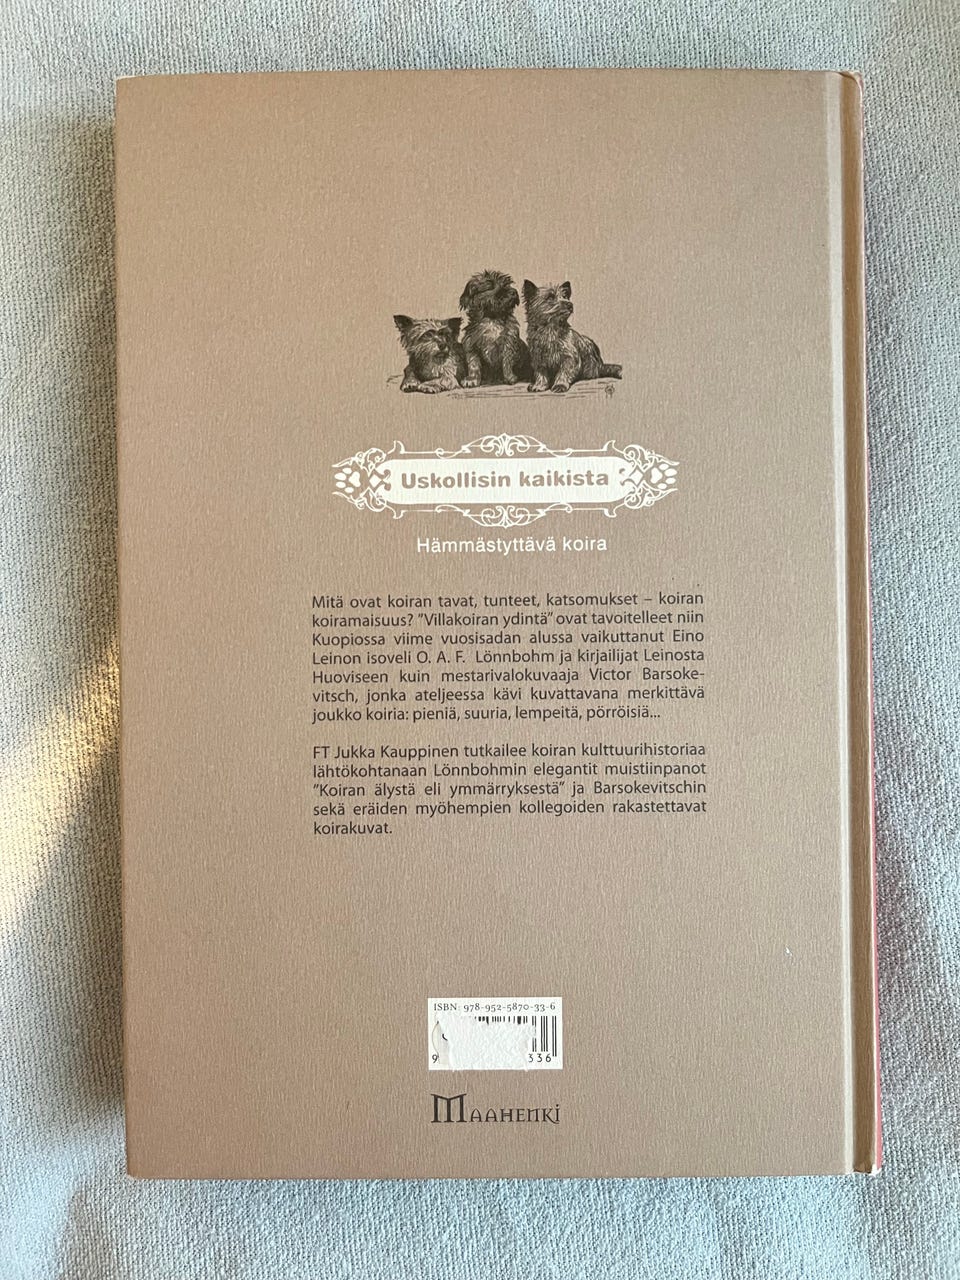 Uskollisin kaikista
Hämmästyttävä koira
Mitä ovat koiran tavat, tunteet, katsomukset – koiran
koiramaisuus? ”Villakoiran ydintä” ovat tavoitelleet niin
Kuopiossa viime vuosisadan alussa vaikuttanut Eino
Leinon isoveli O. A. F. Lönnbohm ja kirjailijat Leinosta
Huoviseen kuin mestarivalokuvaaja Victor Barsoke-
vitsch, jonka ateljeessa kävi kuvattavana merkittävä
joukko koiria: pieniä, suuria, lempeitä, pörröisiä...
FT Jukka Kauppinen tutkailee koiran kulttuurihistoriaa
lähtökohtanaan Lönnbohmin elegantit muistiinpanot
”Koiran älystä eli ymmärryksestä” ja Barsokevitschin
sekä eräiden myöhempien kollegoiden rakastettavat
koirakuvat.
ISBN: 978-952-5870-33-6
9 336
MAAHENKI